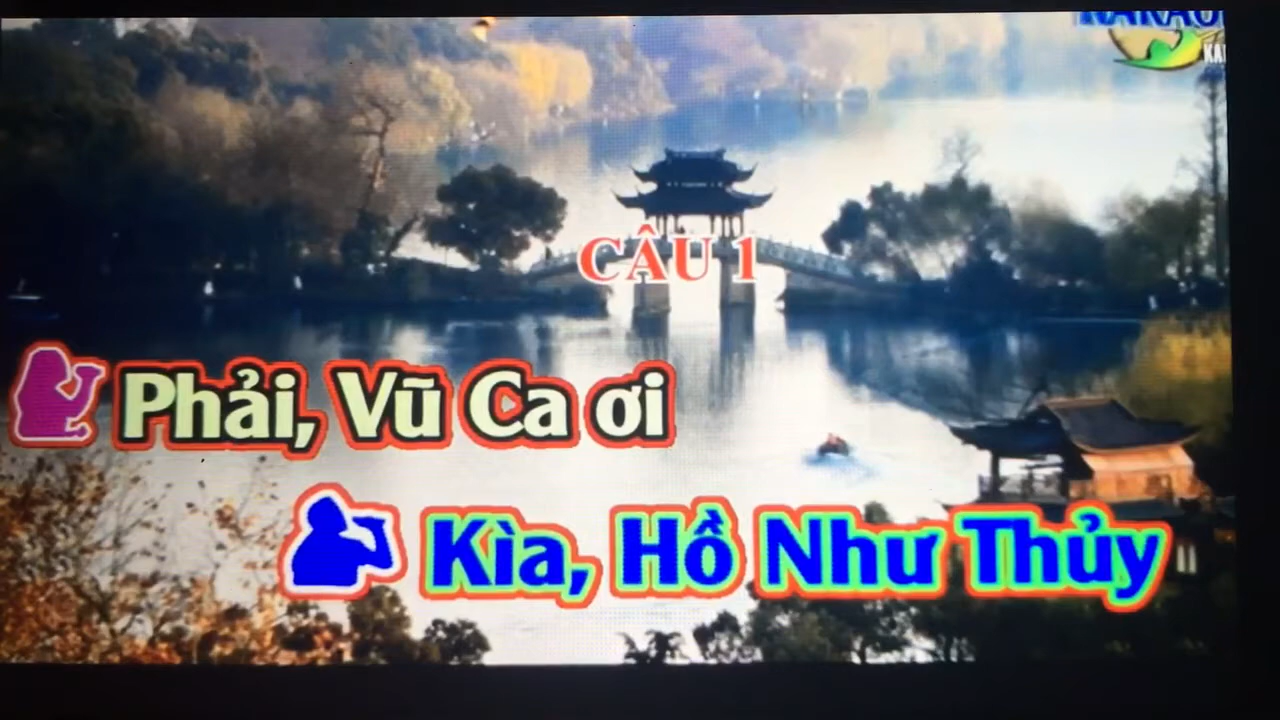 CÂU 1
Phải, Vũ Ca ơi
Kìa, Hồ Như Thủy